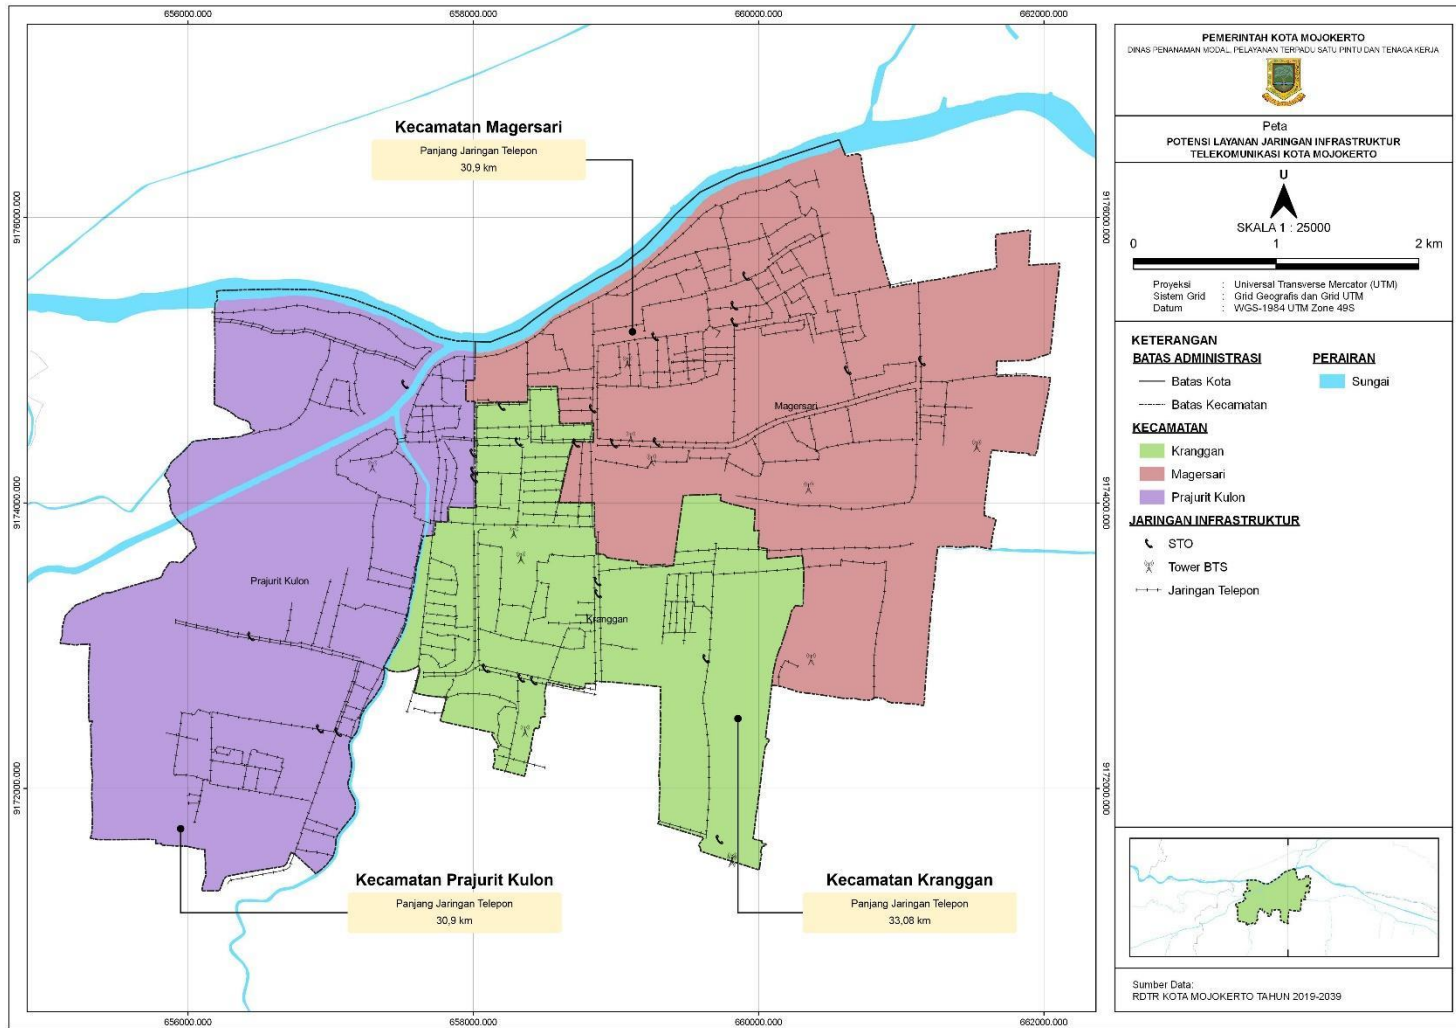 656000.000
658000.000
660000.000
662000.000
9176000.000
9174000.000
9172000.000
9176000.000
9174000.000
9172000.000
656000.000
658000.000
660000.000
662000.000
Kecamatan Magersari
Panjang Jaringan Telepon
30,9 km
Magersari
Prajurit Kulon
Kranggan
Kecamatan Prajurit Kulon
Panjang Jaringan Telepon
30,9 km
Kecamatan Kranggan
Panjang Jaringan Telepon
33,08 km
PEMERINTAH KOTA MOJOKERTO
DINAS PENANAMAN MODAL, PELAYANAN TERPADU SATU PINTU DAN TENAGA KERJA
Peta
POTENSI LAYANAN JARINGAN INFRASTRUKTUR
TELEKOMUNIKASI KOTA MOJOKERTO
U
SKALA 1 : 25000
0 1 2 km
Proyeksi : Universal Transverse Mercator (UTM)
Sistem Grid : Grid Geografis dan Grid UTM
Datum : WGS-1984 UTM Zone 49S
KETERANGAN
BATAS ADMINISTRASI
Batas Kota
Batas Kecamatan
PERAIRAN
Sungai
KECAMATAN
Kranggan
Magersari
Prajurit Kulon
JARINGAN INFRASTRUKTUR
STO
Tower BTS
Jaringan Telepon
Sumber Data:
RDTR KOTA MOJOKERTO TAHUN 2019-2039